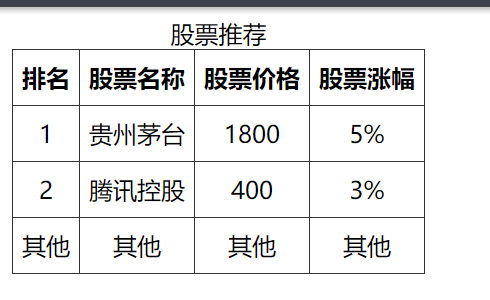 股票推荐
排名 股票名称 股票价格 股票涨幅
1 贵州茅台 1800 5%
2 腾讯控股 400 3%
其他 其他 其他 其他